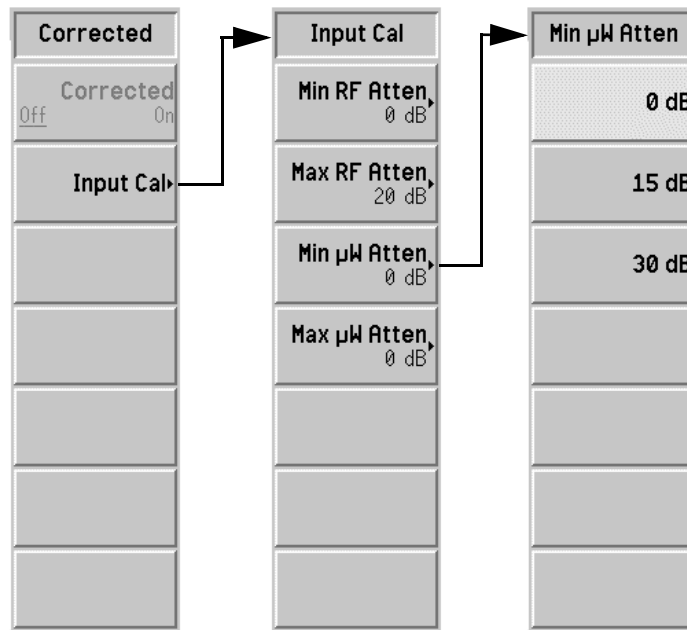 Corrected
Corrected
Off On
Input Cal
Input Cal
Min RF Atten
0 dB
Max RF Atten
20 dB
Min µW Atten
0 dB
Max µW Atten
0 dB
Min µW Atten
0 dB
15 dB
30 dB